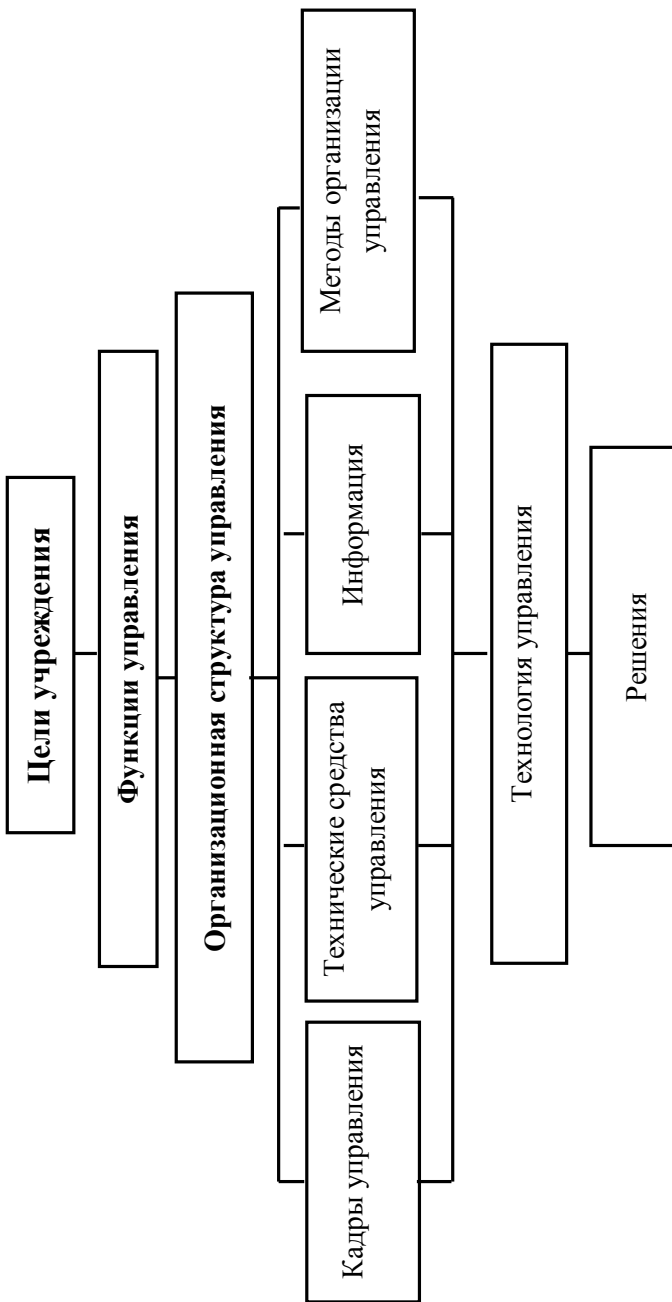 Цели учреждения
Функции управления
Организационная структура управления
Кадры управления
Технические средства
управления
Информация
Методы организации
управления
Технология управления
Решения